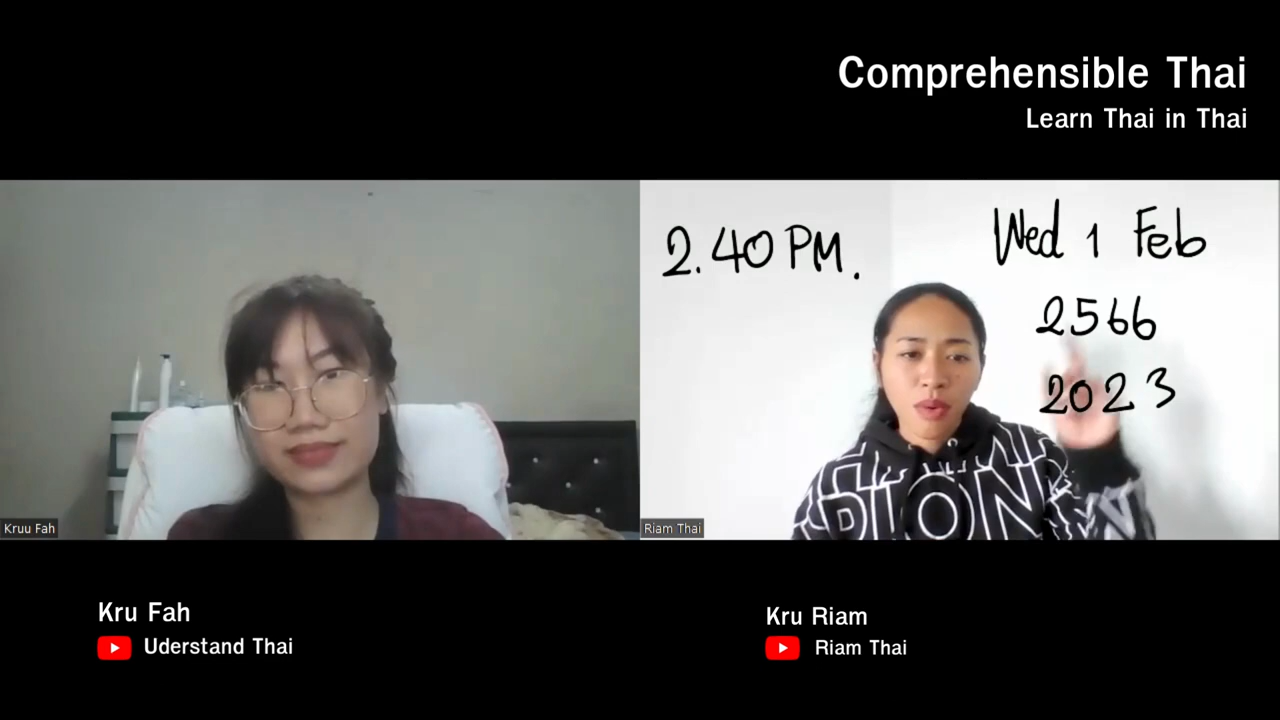 Comprehensible Thai
Learn Thai in Thai
2.40 PM.
Wed 1 Feb
2566
2023
Kruu Fah
Riam Thai
Kru Fah
Uderstand Thai
Kru Riam
Riam Thai